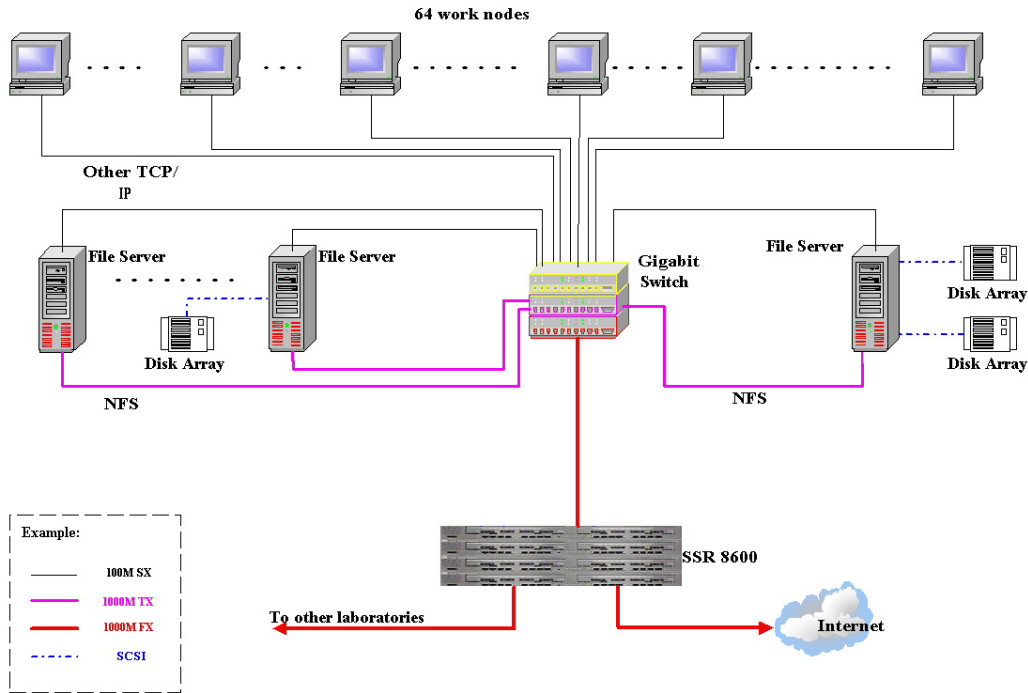 64 work nodes
Other TCP/
IP
File Server
File Server
File Server
Gigabit
Switch
Disk Array
Disk Array
Disk Array
NFS
NFS
Example:
100M SX
1000M TX
1000M FX
SCSI
SSR 8600
To other laboratories
Internet